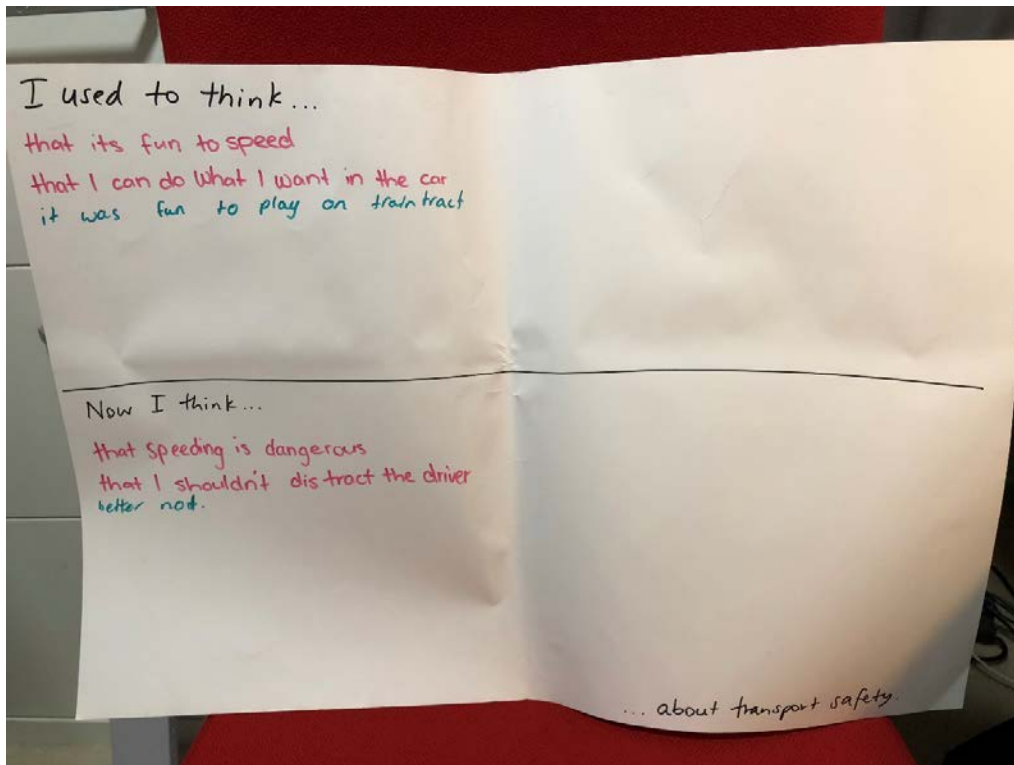 I used to think...
that its fun to speed
that I can do what I want in the car
it was fun to play on train tract
Now I think...
that speeding is dangerous
that I shouldn't distract the driver
better not.
... about transport safety.